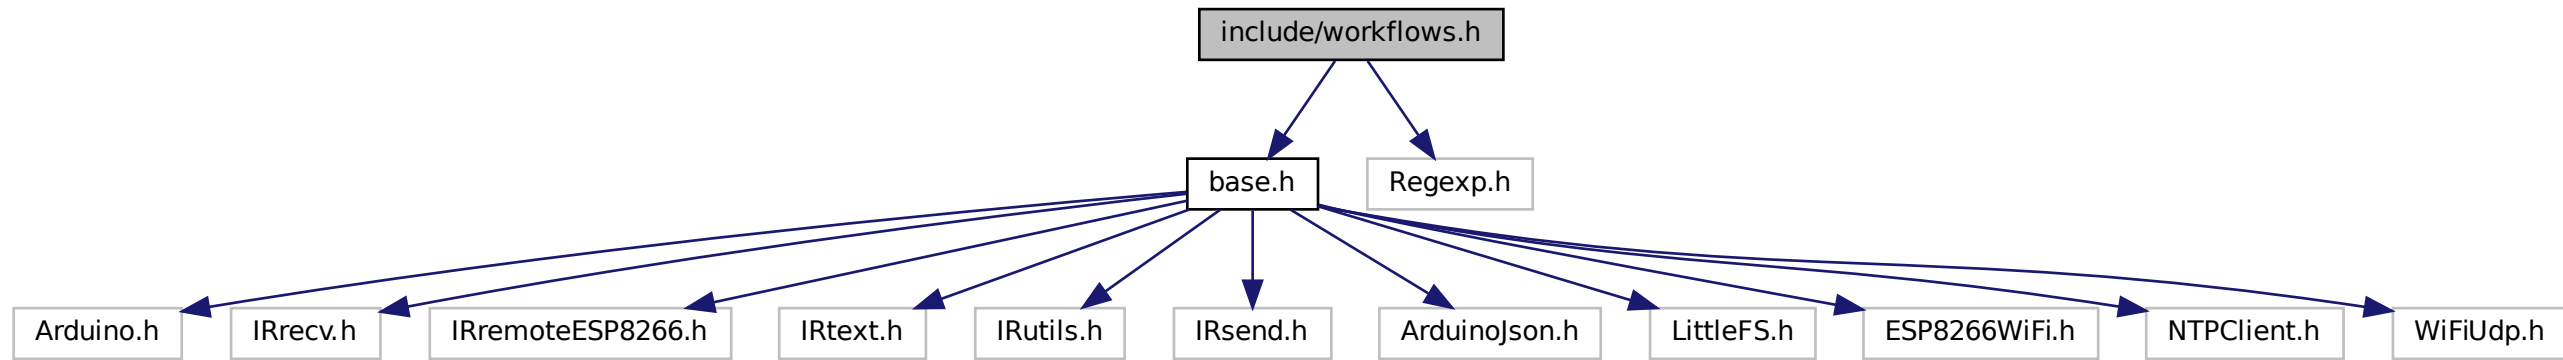 include/workflows.h
base.h
Regexp.h
Arduino.h
IRrecv.h
IRremoteESP8266.h
IRtext.h
IRutils.h
IRsend.h
ArduinoJson.h
LittleFS.h
ESP8266WiFi.h
NTPClient.h
WiFiUdp.h